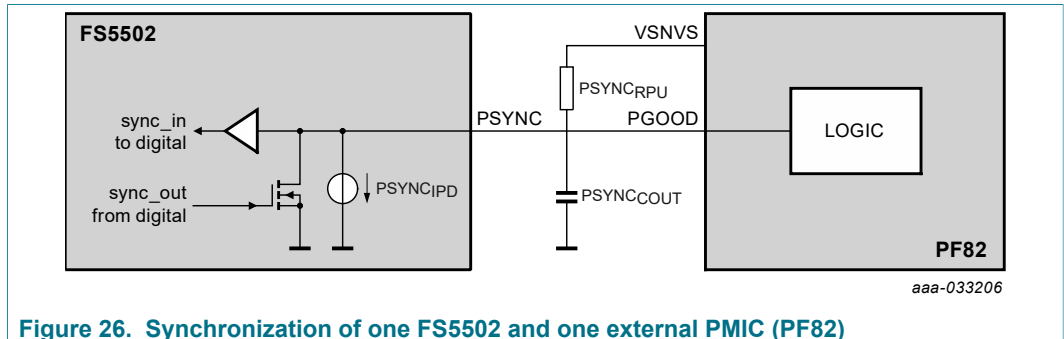 FS5502
VSNVS
PSYNCRPU
sync_in
to digital
PSYNC
PGOOD
LOGIC
sync_out
from digital
PSYNCIPD
PSYNCCOUT
PF82
aaa-033206
Figure 26. Synchronization of one FS5502 and one external PMIC (PF82)